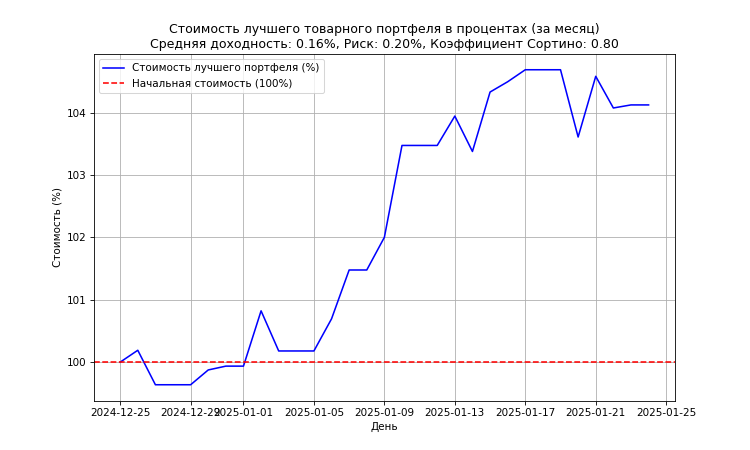 Стоимость лучшего товарного портфеля в процентах (за месяц)
Средняя доходность: 0.16%, Риск: 0.20%, Коэффициент Сортино: 0.80
Стоимость лучшего портфеля (%)
Начальная стоимость (100%)
Стоимость (%)
104
103
102
101
100
2024-12-25
2024-12-29
2025-01-01
2025-01-05
2025-01-09
2025-01-13
2025-01-17
2025-01-21
2025-01-25
День